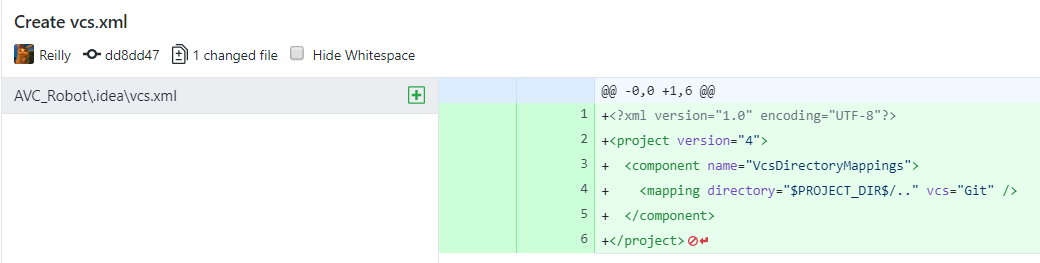 Create vcs.xml
Reilly dd8dd47 1 changed file Hide Whitespace
AVC_Robot\.idea\vcs.xml
@@ -0,0 +1,6 @@
1 +<?xml version="1.0" encoding="UTF-8"?>
2 +<project version="4">
3 +  <component name="VcsDirectoryMappings">
4 +    <mapping directory="$PROJECT_DIR$/.." vcs="Git" />
5 +  </component>
6 +</project>